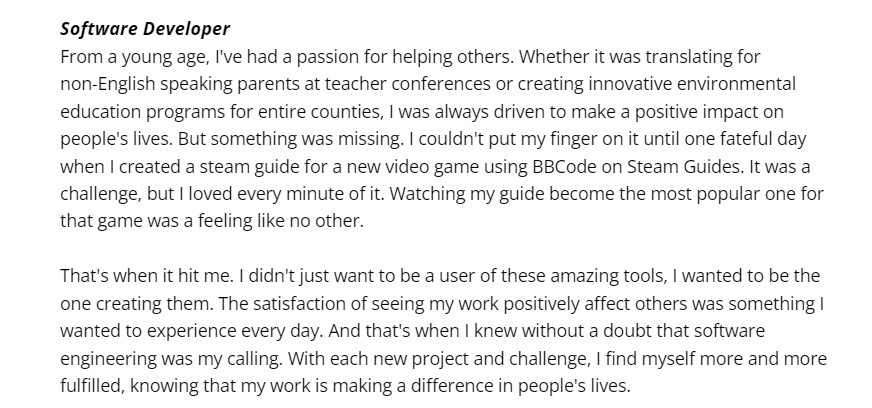 Software Developer
From a young age, I've had a passion for helping others. Whether it was translating for
non-English speaking parents at teacher conferences or creating innovative environmental
education programs for entire counties, I was always driven to make a positive impact on
people's lives. But something was missing. I couldn't put my finger on it until one fateful day
when I created a steam guide for a new video game using BBCode on Steam Guides. It was a
challenge, but I loved every minute of it. Watching my guide become the most popular one for
that game was a feeling like no other.
That's when it hit me. I didn't just want to be a user of these amazing tools, I wanted to be the
one creating them. The satisfaction of seeing my work positively affect others was something I
wanted to experience every day. And that's when I knew without a doubt that software
engineering was my calling. With each new project and challenge, I find myself more and more
fulfilled, knowing that my work is making a difference in people's lives.